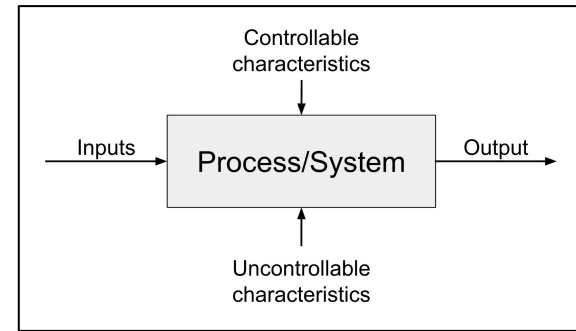 Controllable
characteristics
Inputs
Process/System
Output
Uncontrollable
characteristics